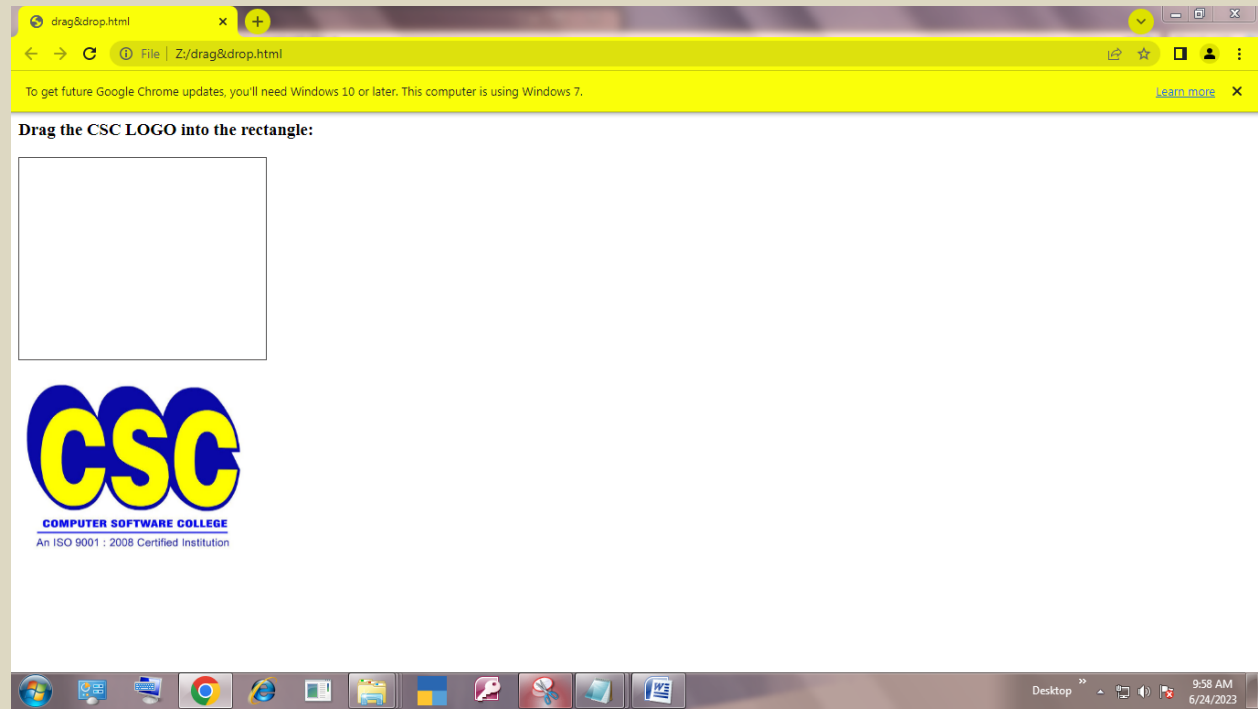 drag&drop.html
File
Z:/drag&drop.html
To get future Google Chrome updates, you'll need Windows 10 or later. This computer is using Windows 7.
Learn more
Drag the CSC LOGO into the rectangle:
CSC
COMPUTER SOFTWARE COLLEGE
An ISO 9001 : 2008 Certified Institution
Desktop
9:58 AM
6/24/2023